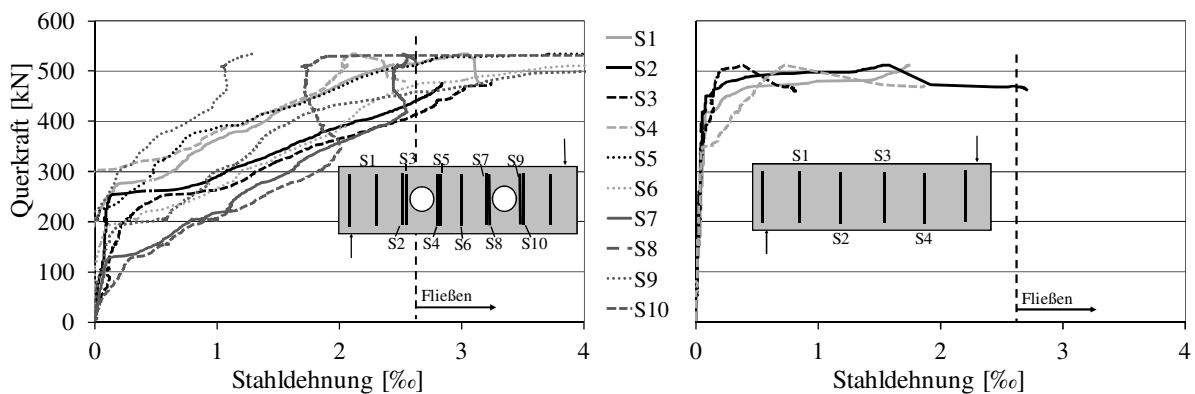 600
500
400
300
200
100
0
Querkraft [kN]
0 1 2 3 4
Stahldehnung [‰]
Fließen
S1 S3 S5 S7 S9
S2 S4 S6 S8 S10
S1
S2
S3
S4
S5
S6
S7
S8
S9
S10
S1 S3
S2 S4
Fließen
0 1 2 3 4
Stahldehnung [‰]